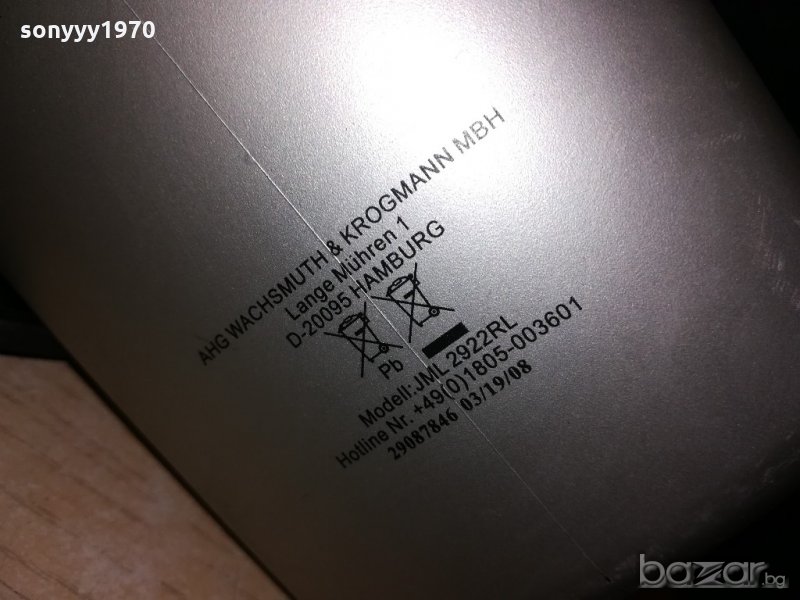 sonyyy1970
AHG WACHSMUTH & KROGMANN MBH
Lange Mühren 1
D-20095 HAMBURG
Pb
Modell:JML 2922RL
Hotline Nr. +49(0)1805-003601
29087846 03/19/08
bazar.bg